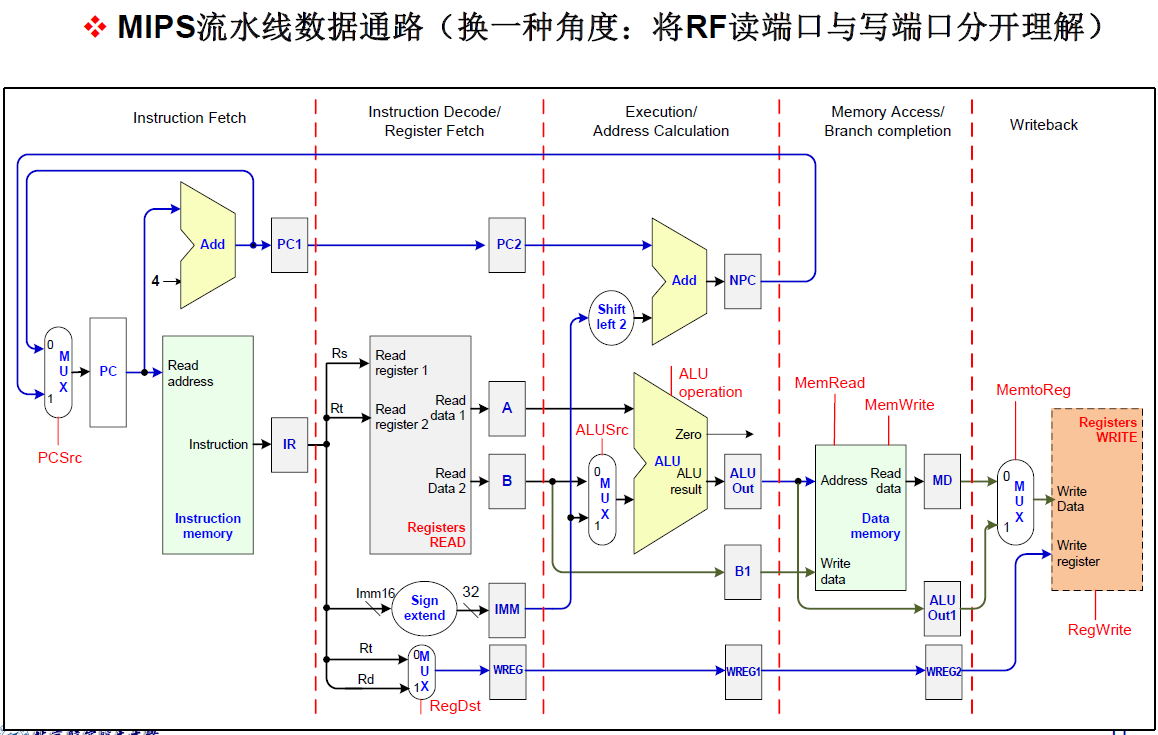 ❖ MIPS流水线数据通路（换一种角度：将RF读端口与写端口分开理解）
Instruction Fetch
Instruction Decode/
Register Fetch
Execution/
Address Calculation
Memory Access/
Branch completion
Writeback
Add
4
PC1
PC2
Add
NPC
Shift
left 2
0
M
U
X
1
PCSrc
PC
Read
address
Instruction
Instruction
memory
IR
Rs
Rt
Read
register 1
Read
register 2
Read
data 1
Read
Data 2
Registers
READ
A
B
ALUSrc
0
M
U
X
1
ALU
operation
Zero
ALU
ALU
result
ALU
Out
B1
MemRead
MemWrite
Address
Read
data
Data
memory
Write
data
MD
ALU
Out1
MemtoReg
0
M
U
X
1
Registers
WRITE
Write
Data
Write
register
RegWrite
Imm16
Sign
extend
32
IMM
Rt
Rd
0
M
U
X
1
RegDst
WREG
WREG1
WREG2